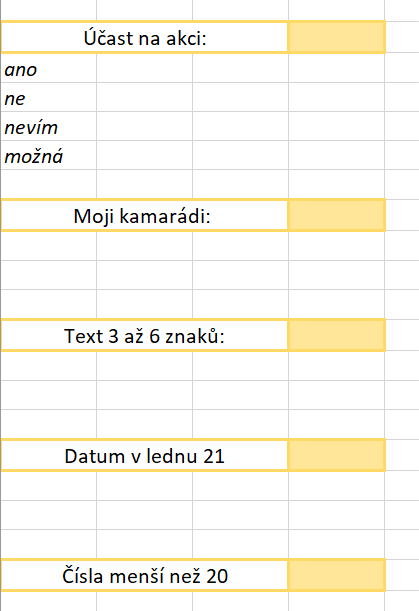 Účast na akci:
ano
ne
nevím
možná
Moji kamarádi:
Text 3 až 6 znaků:
Datum v lednu 21
Čísla menší než 20